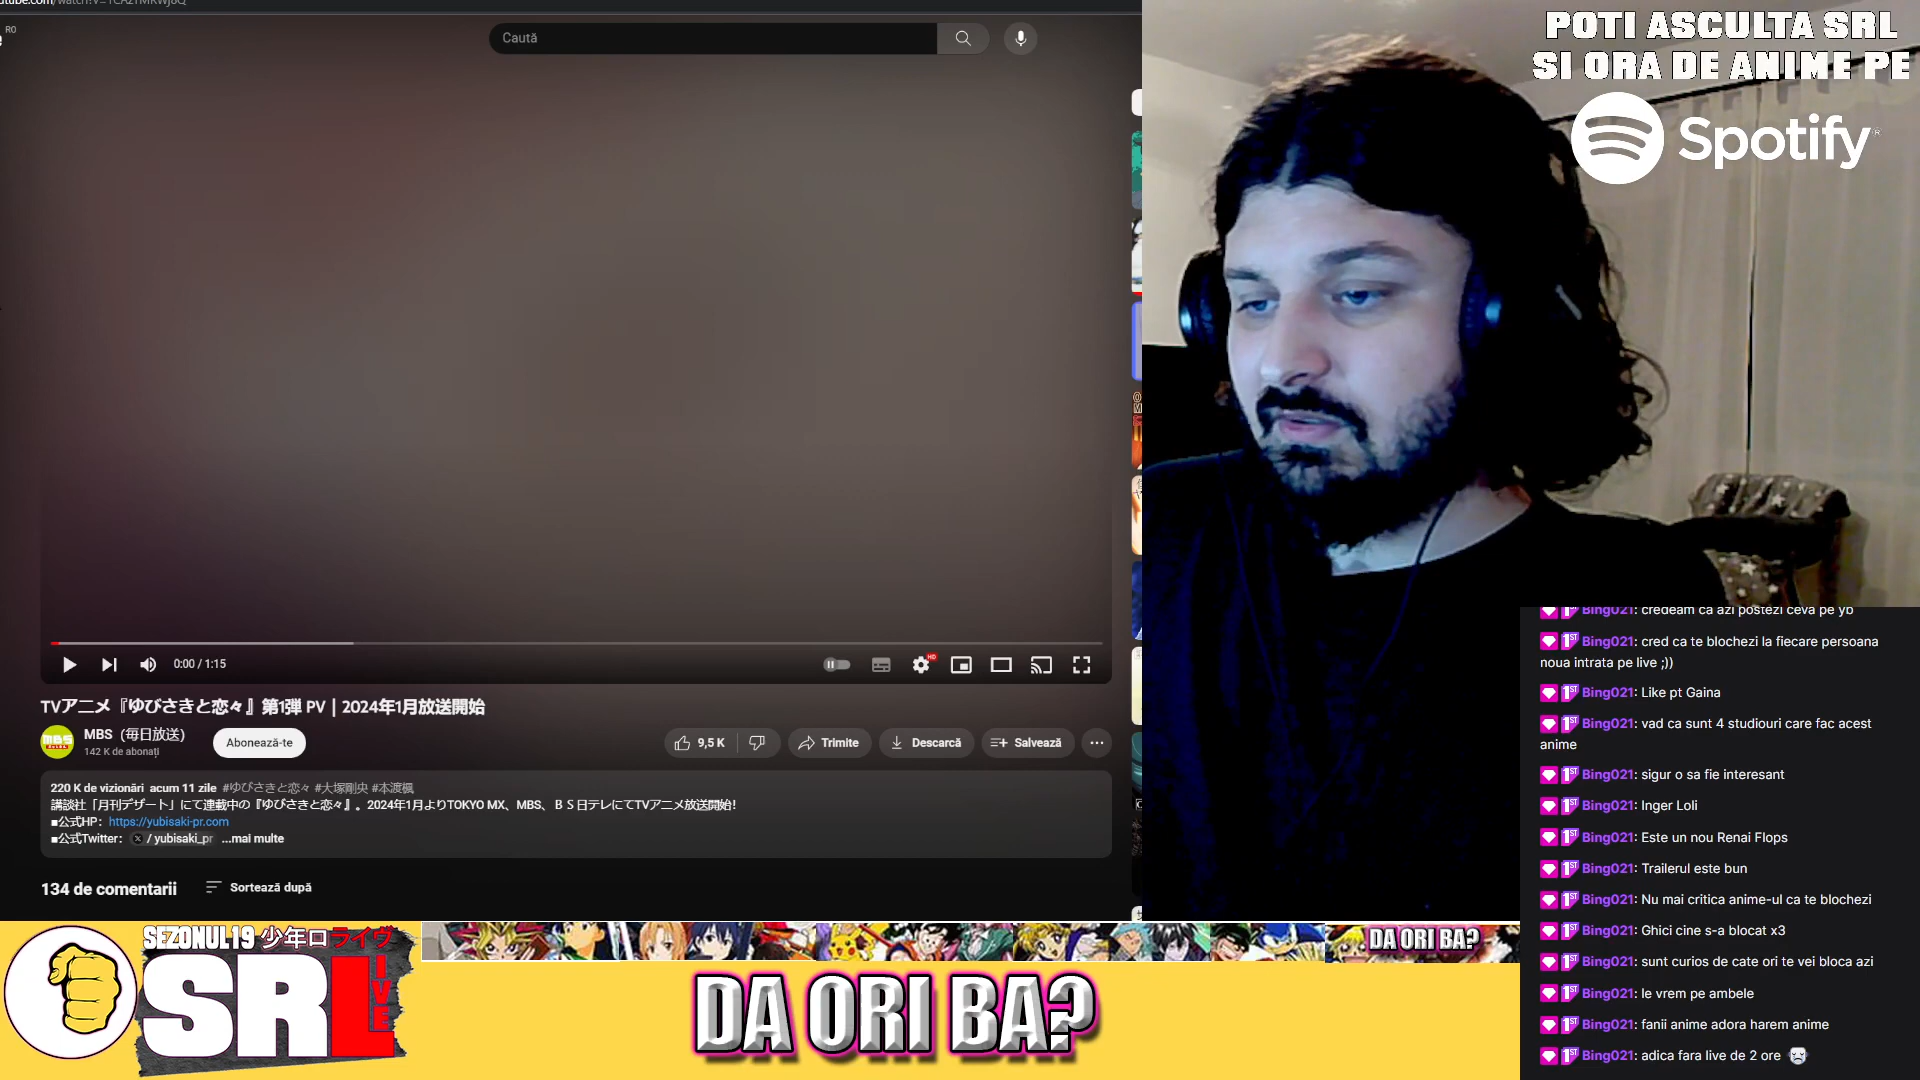 RO
Caută
POTI ASCULTA SRL
SI ORA DE ANIME PE
Spotify
0:00 / 1:15
HD
TVアニメ『ゆびさきと恋々』第1弾 PV | 2024年1月放送開始
MBS（毎日放送）
142 K de abonați
Abonează-te
9,5 K
Trimite
Descarcă
Salvează
220 K de vizionări acum 11 zile #ゆびさきと恋々 #大塚剛央 #本渡楓
講談社「月刊デザート」にて連載中の『ゆびさきと恋々』。2024年1月よりTOKYO MX、MBS、ＢＳ日テレにてTVアニメ放送開始！
■公式HP： https://yubisaki-pr.com
■公式Twitter： / yubisaki_pr ...mai multe
134 de comentarii
Sortează după
Bing021: credeam ca azi postezi ceva pe yb
Bing021: cred ca te blochezi la fiecare persoana
noua intrata pe live ;))
Bing021: Like pt Gaina
Bing021: vad ca sunt 4 studiouri care fac acest
anime
Bing021: sigur o sa fie interesant
Bing021: Inger Loli
Bing021: Este un nou Renai Flops
Bing021: Trailerul este bun
Bing021: Nu mai critica anime-ul ca te blochezi
Bing021: Ghici cine s-a blocat x3
Bing021: sunt curios de cate ori te vei bloca azi
Bing021: le vrem pe ambele
Bing021: fanii anime adora harem anime
Bing021: adica fara live de 2 ore
SEZONUL19 少年ロライヴ
SRL
LIVE
DA ORI BA?
DA ORI BA?